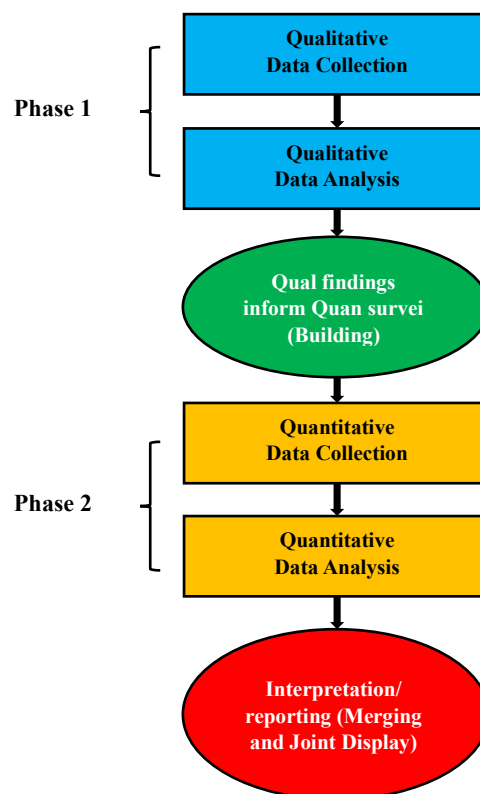 Qualitative
Data Collection
Phase 1
Qualitative
Data Analysis
Qual findings
inform Quan survei
(Building)
Quantitative
Data Collection
Phase 2
Quantitative
Data Analysis
Interpretation/
reporting (Merging
and Joint Display)